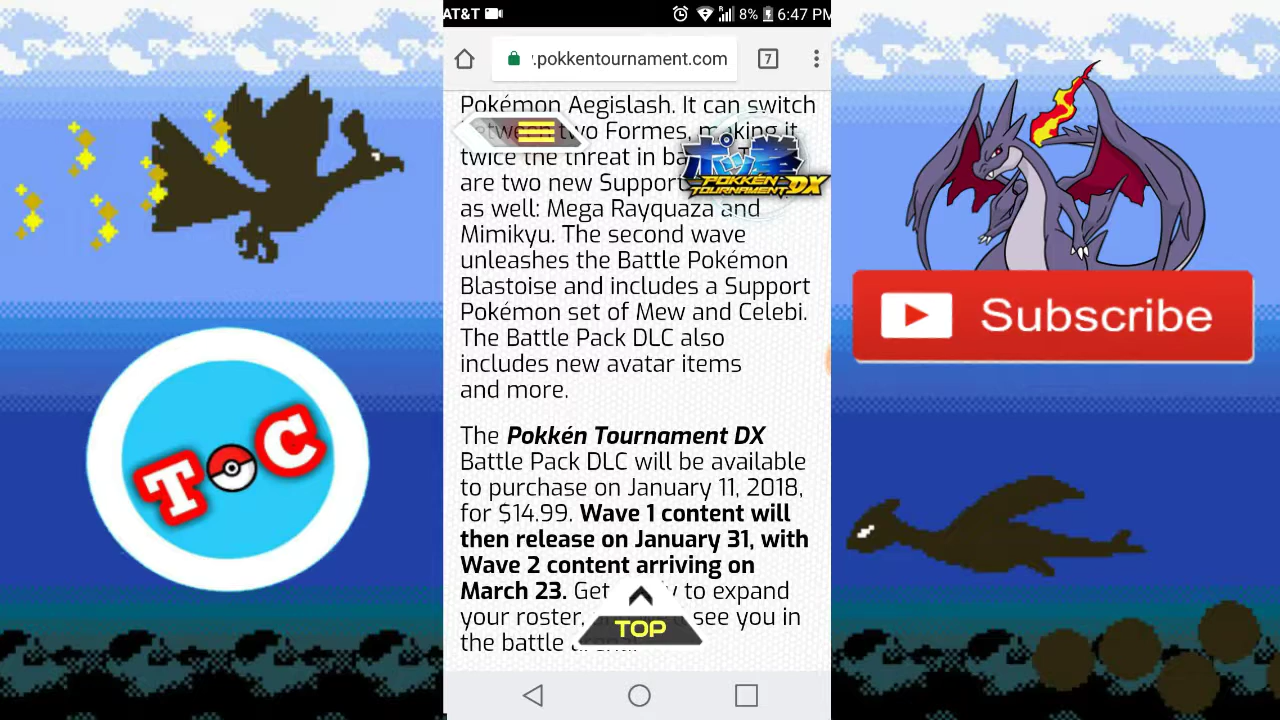 AT&T 8% 6:47 PM
.pokkentournament.com 7
Pokémon Aegislash. It can switch
two Formes, making it
twice the threat in
are two new Support
as well: Mega Rayquaza and
Mimikyu. The second wave
unleashes the Battle Pokémon
Blastoise and includes a Support
Pokémon set of Mew and Celebi.
The Battle Pack DLC also
includes new avatar items
and more.
ポッ拳
POKKÉN
TOURNAMENT DX
The Pokkén Tournament DX
Battle Pack DLC will be available
to purchase on January 11, 2018,
for $14.99. Wave 1 content will
then release on January 31, with
Wave 2 content arriving on
March 23. Get to expand
your roster, see you in
the battle
TOP
T C
Subscribe